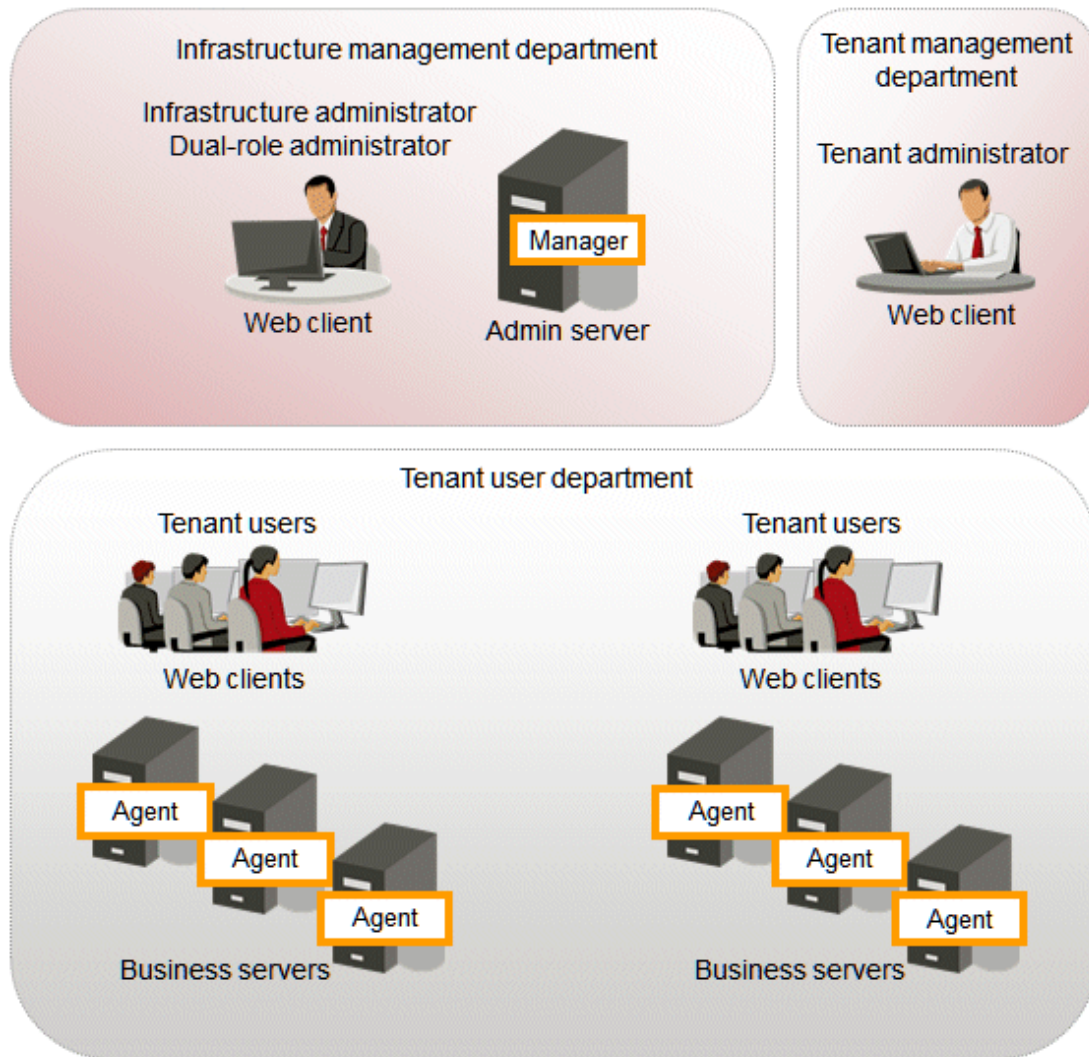 Infrastructure management department
Infrastructure administrator
Dual-role administrator
Manager
Web client
Admin server
Tenant management
department
Tenant administrator
Web client
Tenant user department
Tenant users
Web clients
Agent
Agent
Agent
Business servers
Tenant users
Web clients
Agent
Agent
Agent
Business servers